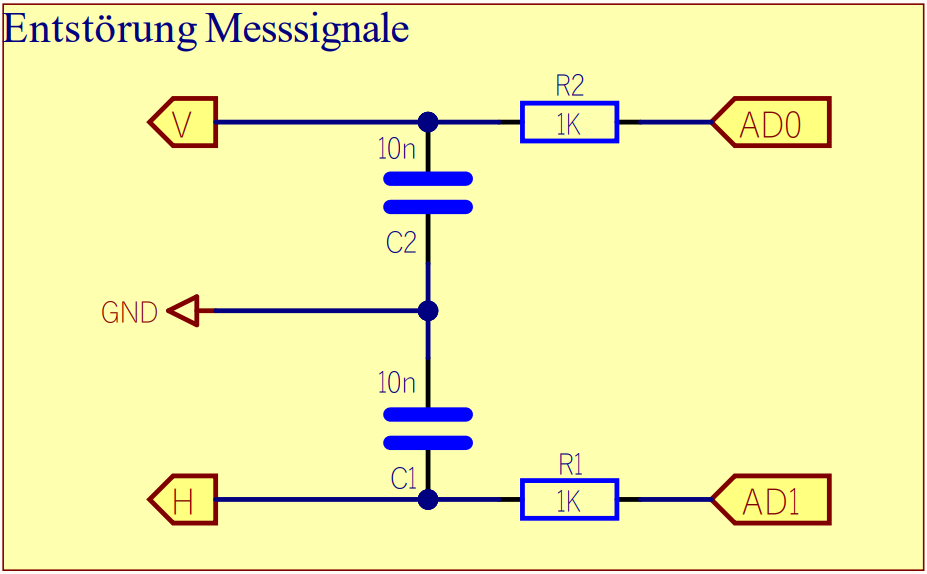 Entstörung Messsignale
R2
V
1K
AD0
10n
C2
GND
10n
C1
R1
H
1K
AD1